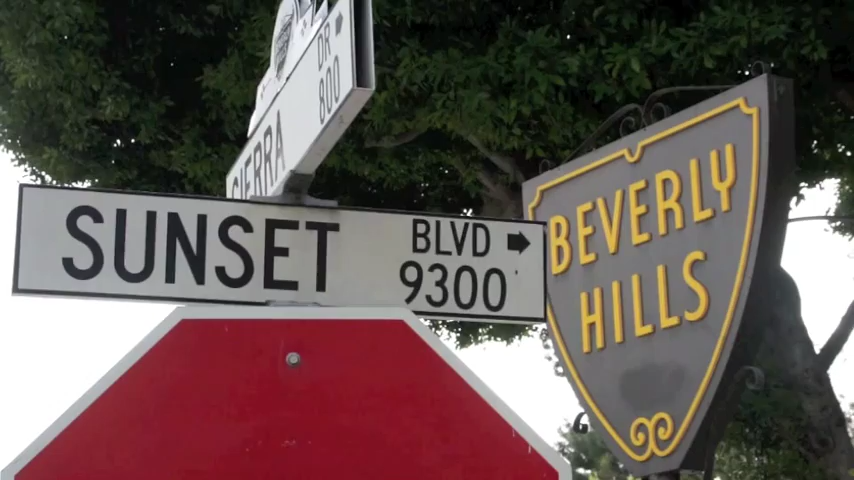 SIERRA DR
800
SUNSET BLVD
9300
BEVERLY
HILLS